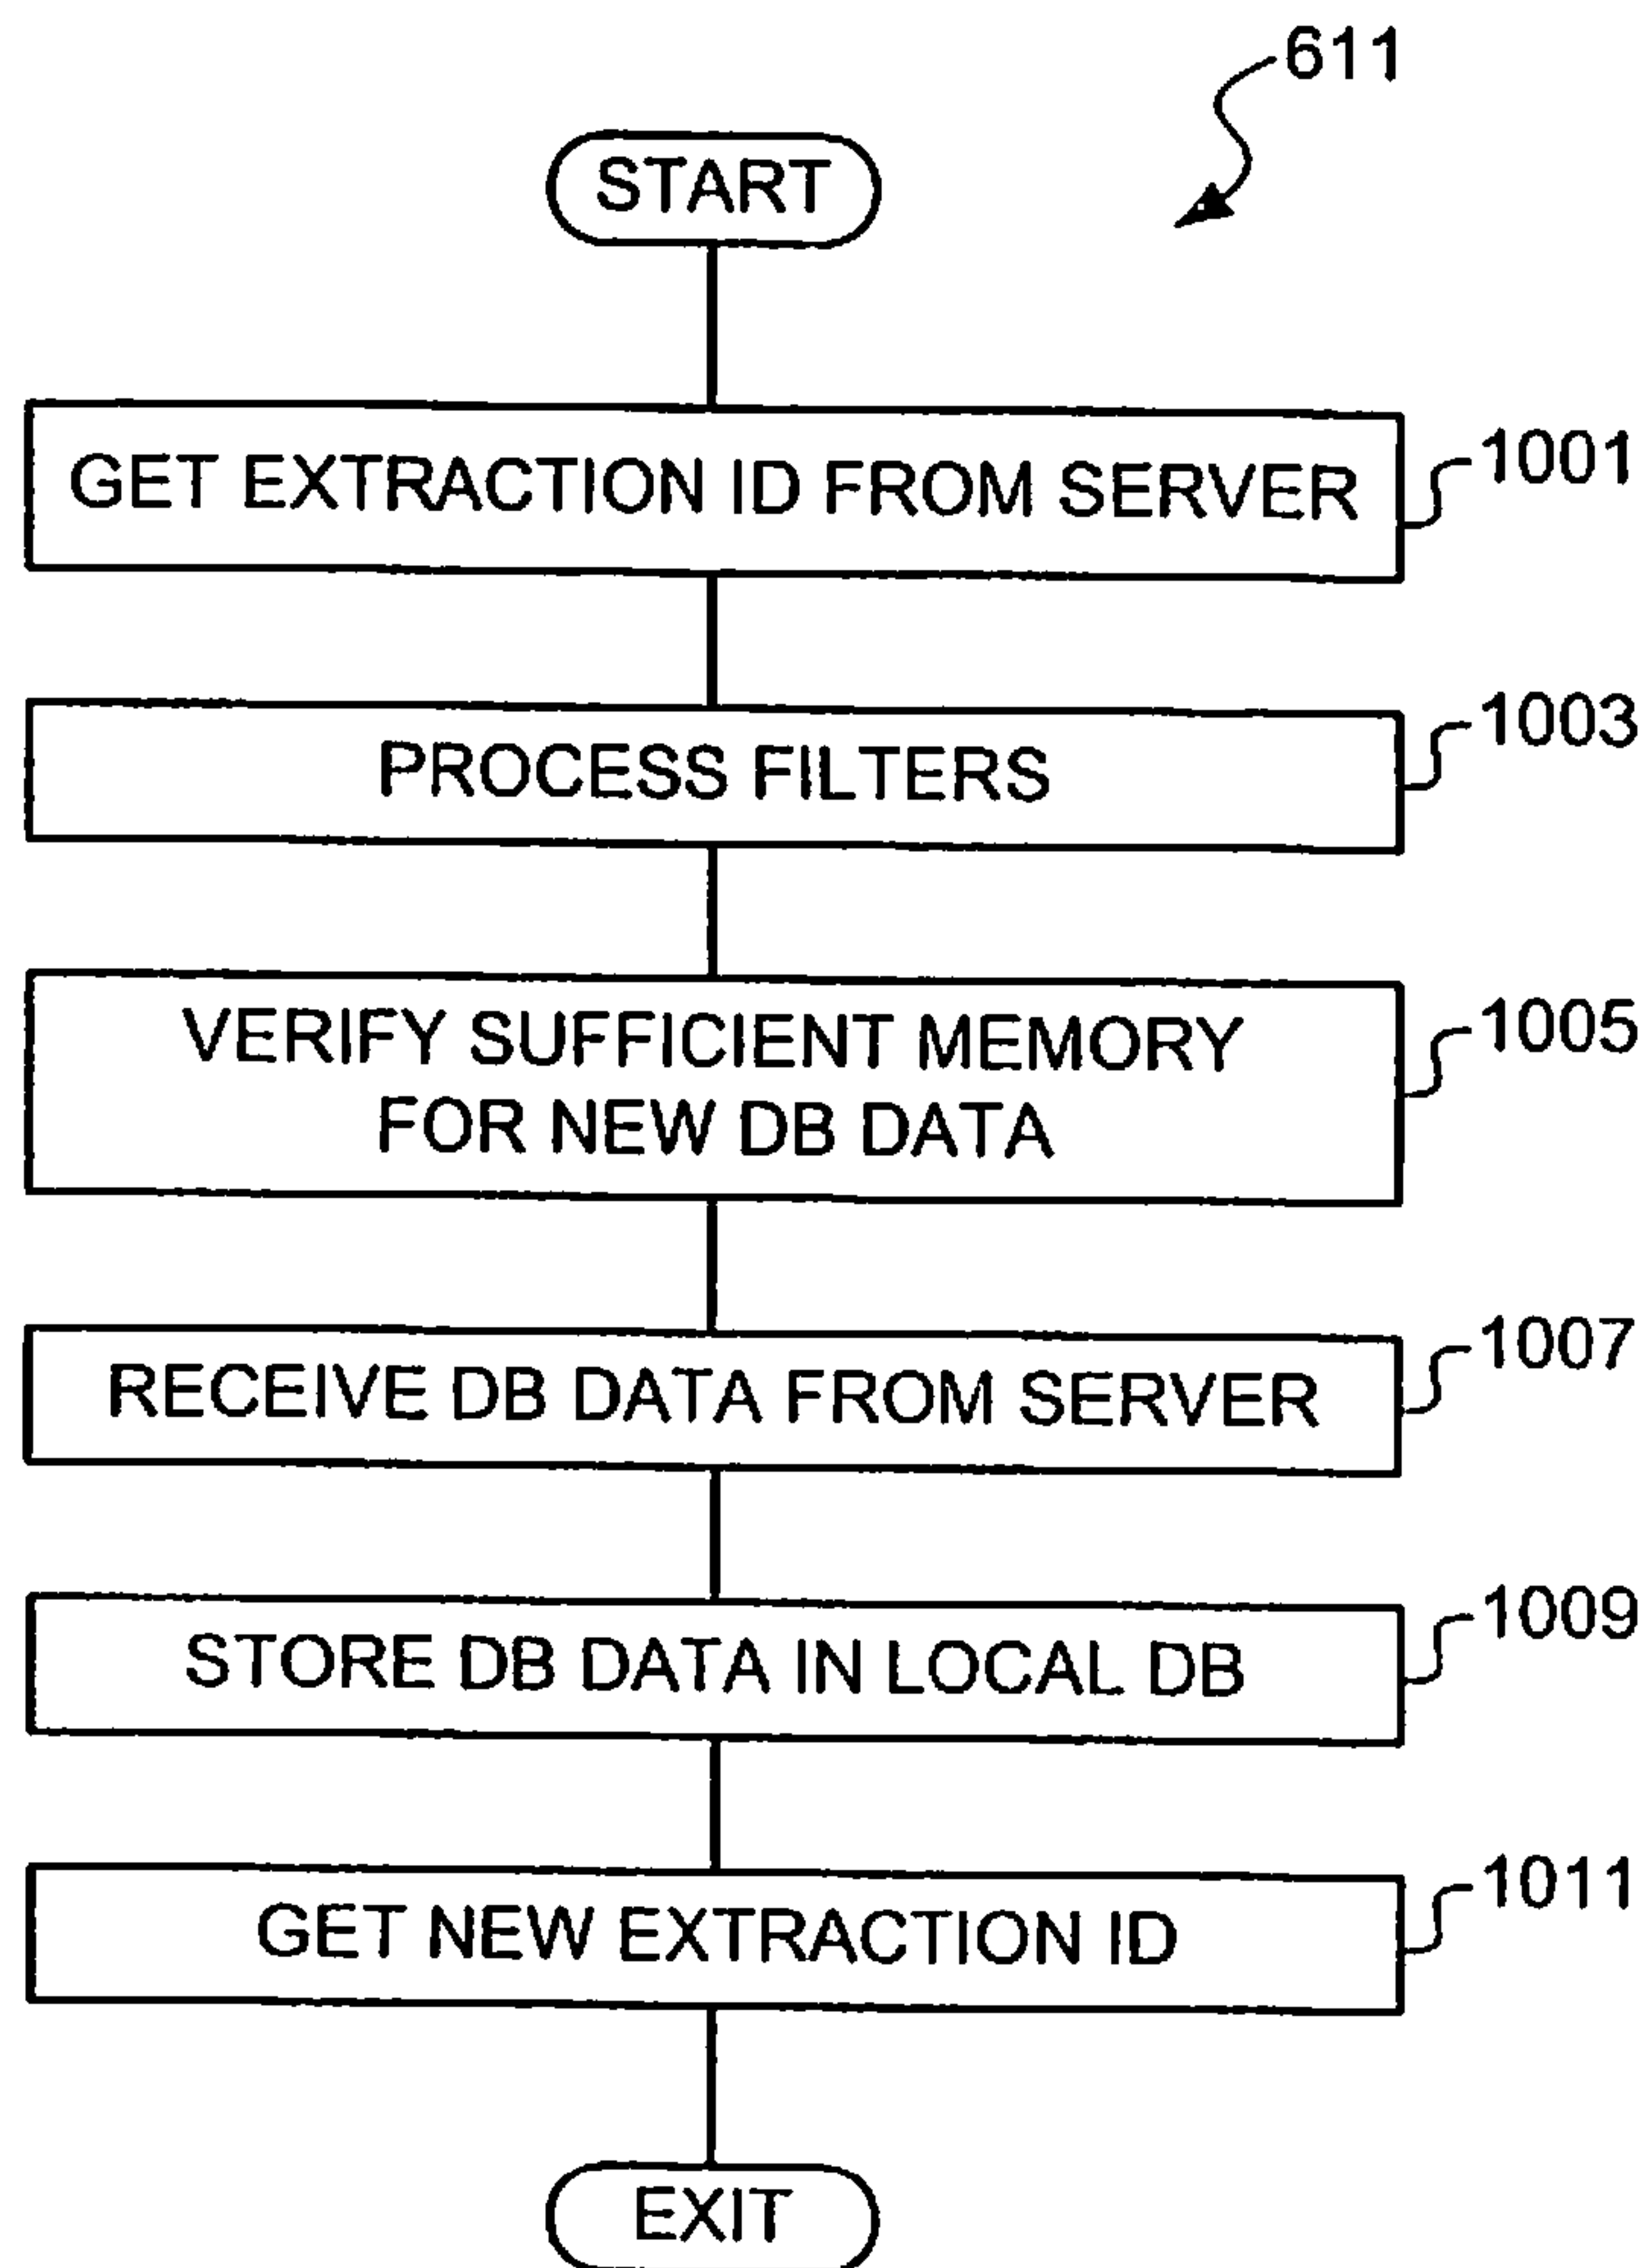 611
START
GET EXTRACTION ID FROM SERVER
1001
PROCESS FILTERS
1003
VERIFY SUFFICIENT MEMORY
FOR NEW DB DATA
1005
RECEIVE DB DATA FROM SERVER
1007
STORE DB DATA IN LOCAL DB
1009
GET NEW EXTRACTION ID
1011
EXIT